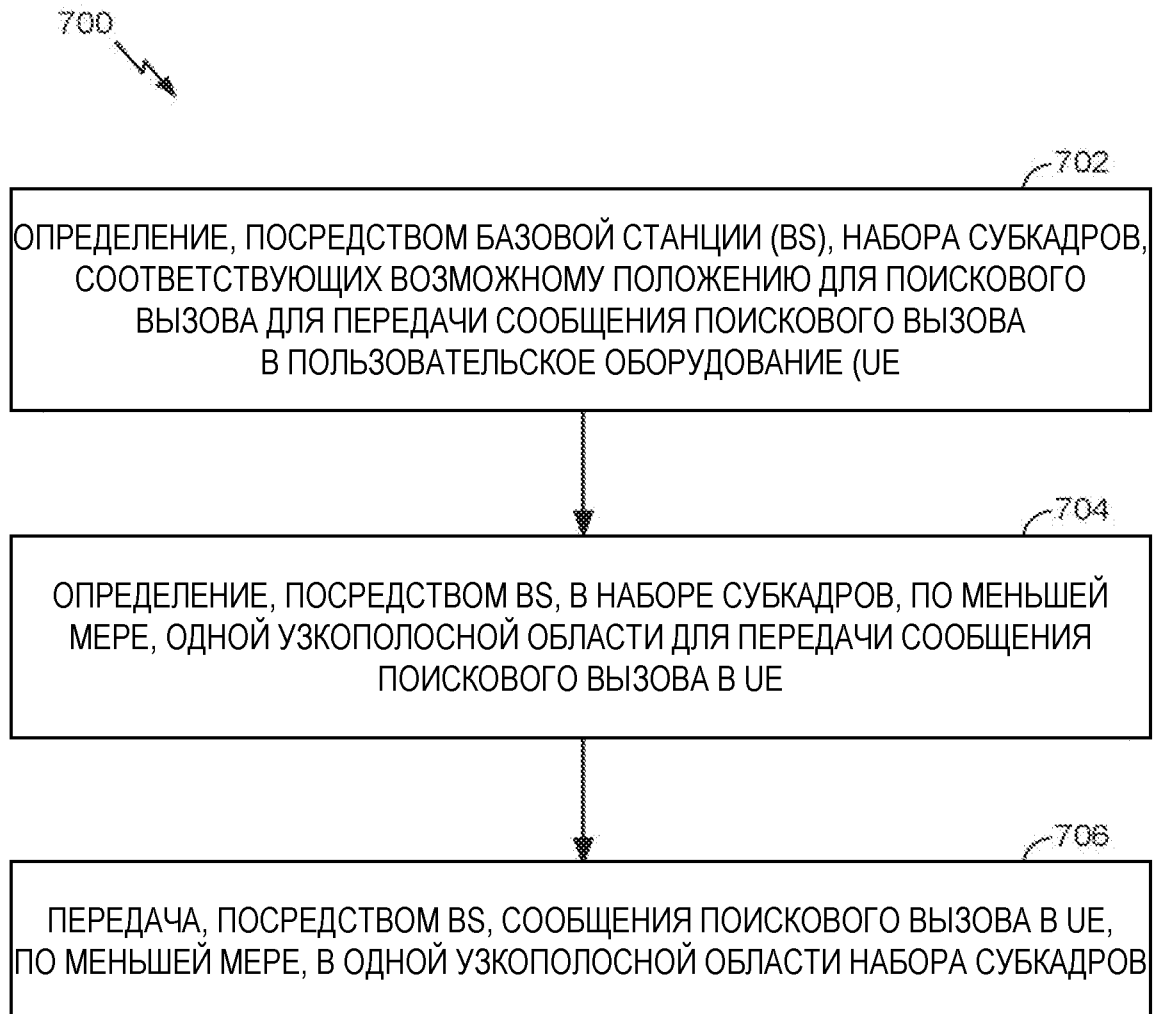 700
702
ОПРЕДЕЛЕНИЕ, ПОСРЕДСТВОМ БАЗОВОЙ СТАНЦИИ (BS), НАБОРА СУБКАДРОВ,
СООТВЕТСТВУЮЩИХ ВОЗМОЖНОМУ ПОЛОЖЕНИЮ ДЛЯ ПОИСКОВОГО
ВЫЗОВА ДЛЯ ПЕРЕДАЧИ СООБЩЕНИЯ ПОИСКОВОГО ВЫЗОВА
В ПОЛЬЗОВАТЕЛЬСКОЕ ОБОРУДОВАНИЕ (UE
704
ОПРЕДЕЛЕНИЕ, ПОСРЕДСТВОМ BS, В НАБОРЕ СУБКАДРОВ, ПО МЕНЬШЕЙ
МЕРЕ, ОДНОЙ УЗКОПОЛОСНОЙ ОБЛАСТИ ДЛЯ ПЕРЕДАЧИ СООБЩЕНИЯ
ПОИСКОВОГО ВЫЗОВА В UE
706
ПЕРЕДАЧА, ПОСРЕДСТВОМ BS, СООБЩЕНИЯ ПОИСКОВОГО ВЫЗОВА В UE,
ПО МЕНЬШЕЙ МЕРЕ, В ОДНОЙ УЗКОПОЛОСНОЙ ОБЛАСТИ НАБОРА СУБКАДРОВ